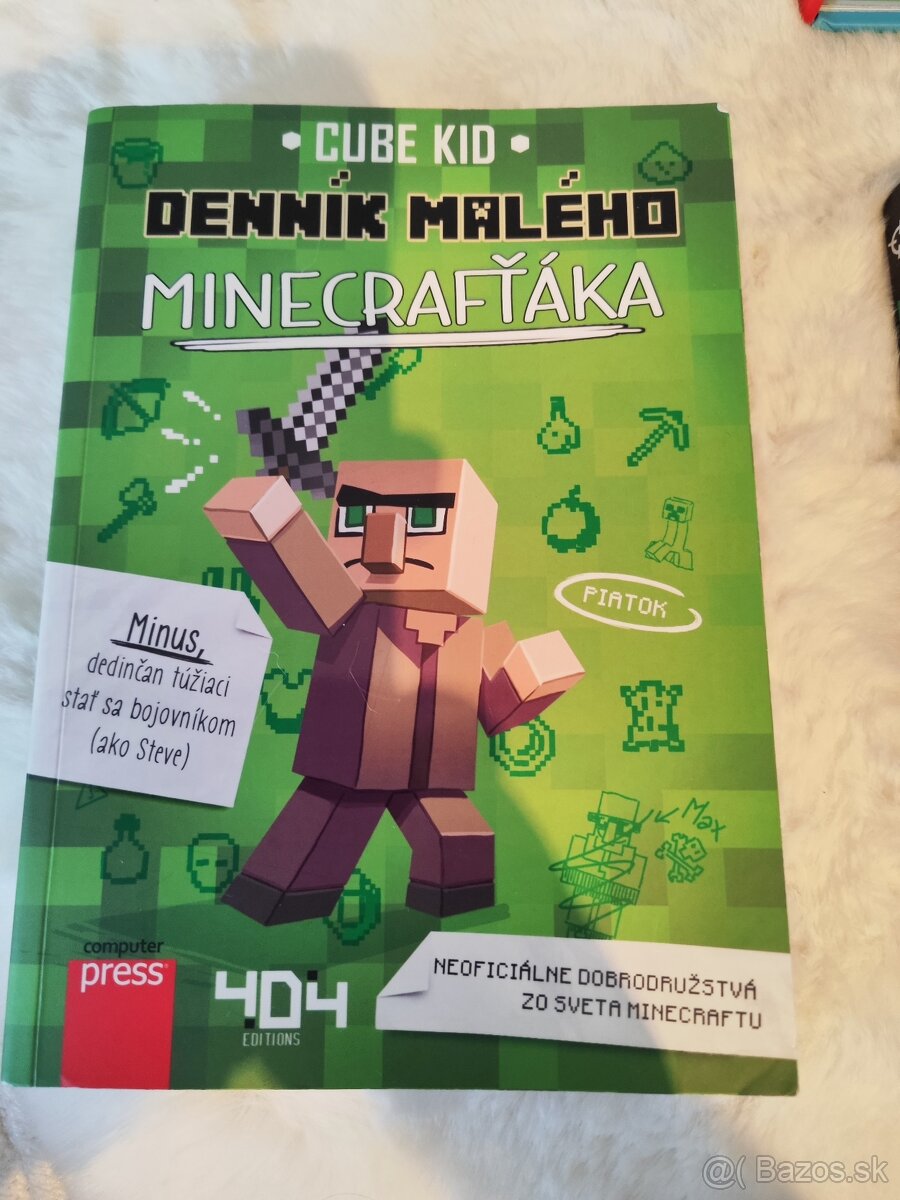 CUBE KID
DENNÍK MALÉHO
MINECRAFŤÁKA
PIATOK
Minus,
dedinčan túžiaci
stať sa bojovníkom
(ako Steve)
Max
computer
press
404
EDITIONS
NEOFICIÁLNE DOBRODRUŽSTVÁ
ZO SVETA MINECRAFTU
@( Bazos.sk